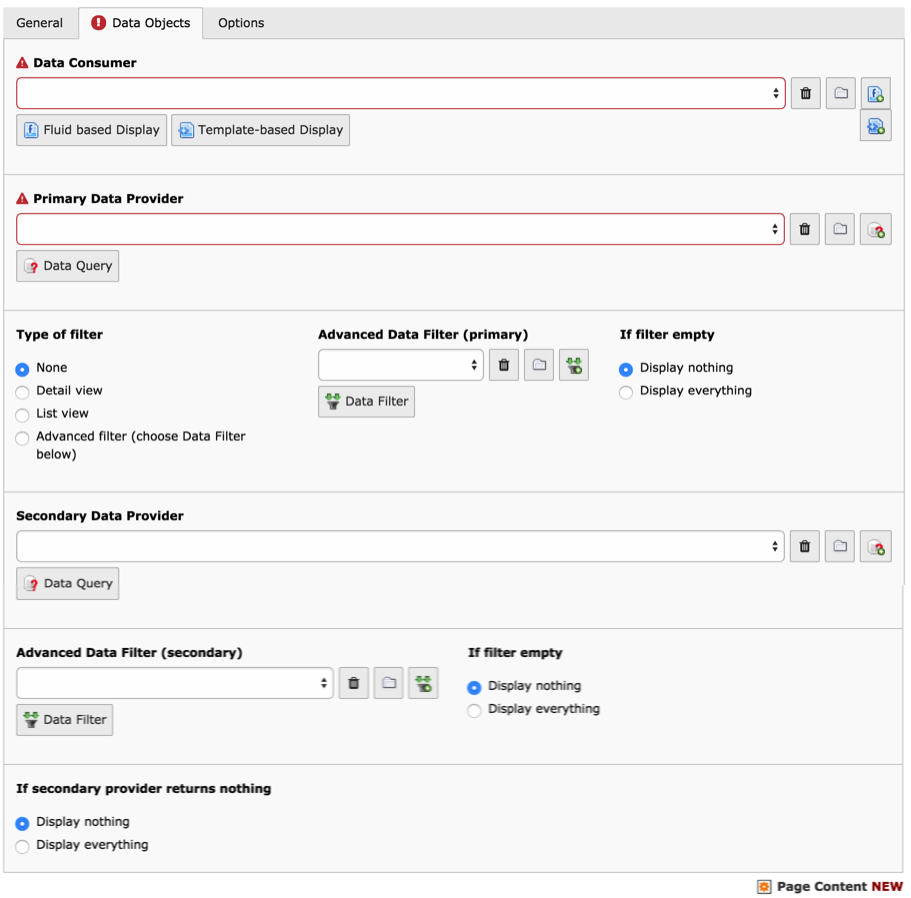 General
Data Objects
Options
Data Consumer
Fluid based Display
Template-based Display
Primary Data Provider
Data Query
Type of filter
None
Detail view
List view
Advanced filter (choose Data Filter
below)
Advanced Data Filter (primary)
Data Filter
If filter empty
Display nothing
Display everything
Secondary Data Provider
Data Query
Advanced Data Filter (secondary)
Data Filter
If filter empty
Display nothing
Display everything
If secondary provider returns nothing
Display nothing
Display everything
Page Content NEW